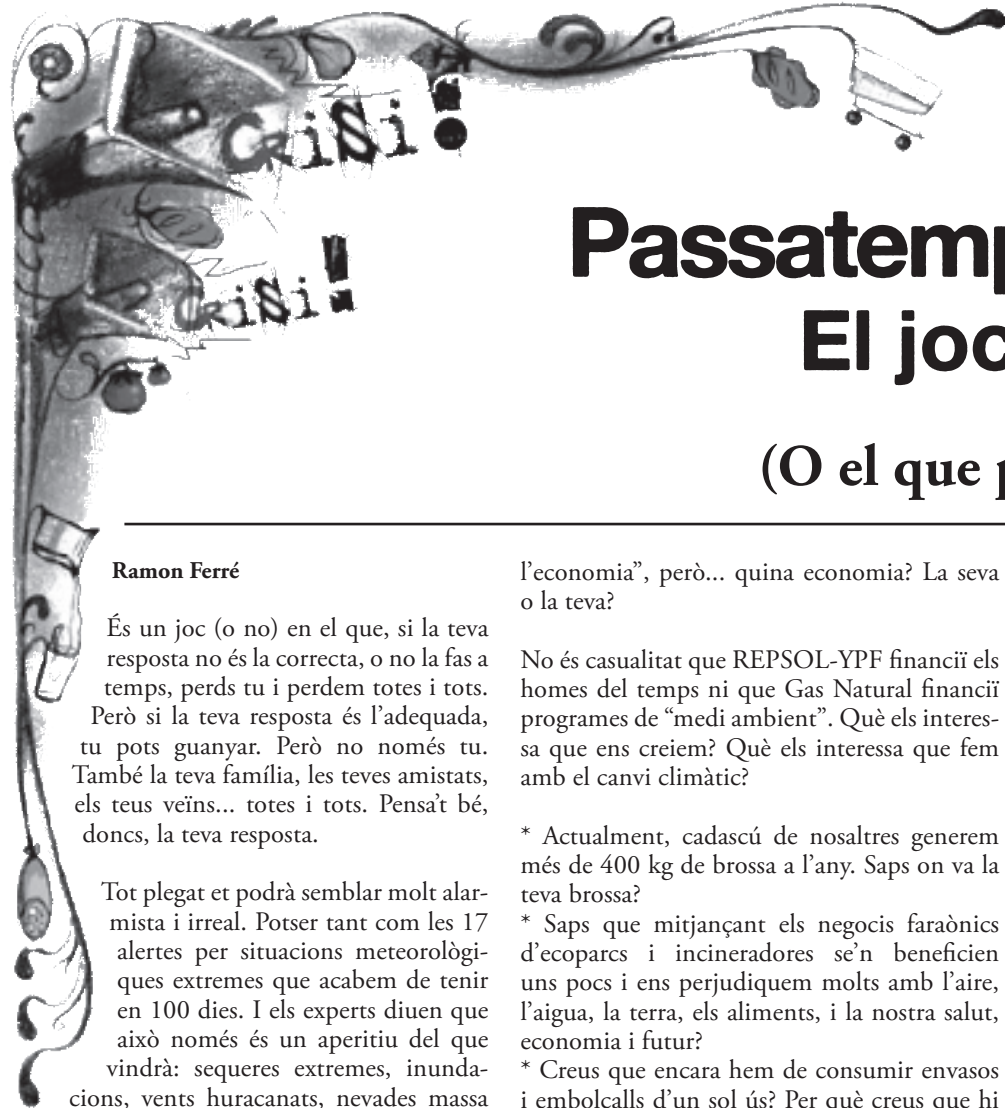 CRiSi!
CRiSi!
Passatemp
El joc
(O el que p
Ramon Ferré
És un joc (o no) en el que, si la teva
resposta no és la correcta, o no la fas a
temps, perds tu i perdem totes i tots.
Però si la teva resposta és l’adequada,
tu pots guanyar. Però no només tu.
També la teva família, les teves amistats,
els teus veïns... totes i tots. Pensa’t bé,
doncs, la teva resposta.
Tot plegat et podrà semblar molt alar-
mista i irreal. Potser tant com les 17
alertes per situacions meteorològi-
ques extremes que acabem de tenir
en 100 dies. I els experts diuen que
això només és un aperitiu del que
vindrà: sequeres extremes, inunda-
cions, vents huracanats, nevades massa
l’economia”, però... quina economia? La seva
o la teva?
No és casualitat que REPSOL-YPF financiï els
homes del temps ni que Gas Natural financiï
programes de “medi ambient”. Què els interes-
sa que ens creiem? Què els interessa que fem
amb el canvi climàtic?
* Actualment, cadascú de nosaltres generem
més de 400 kg de brossa a l’any. Saps on va la
teva brossa?
* Saps que mitjançant els negocis faraònics
d’ecoparcs i incineradores se’n beneficien
uns pocs i ens perjudiquem molts amb l’aire,
l’aigua, la terra, els aliments, i la nostra salut,
economia i futur?
* Creus que encara hem de consumir envasos
i embolcalls d’un sol ús? Per què creus que hi